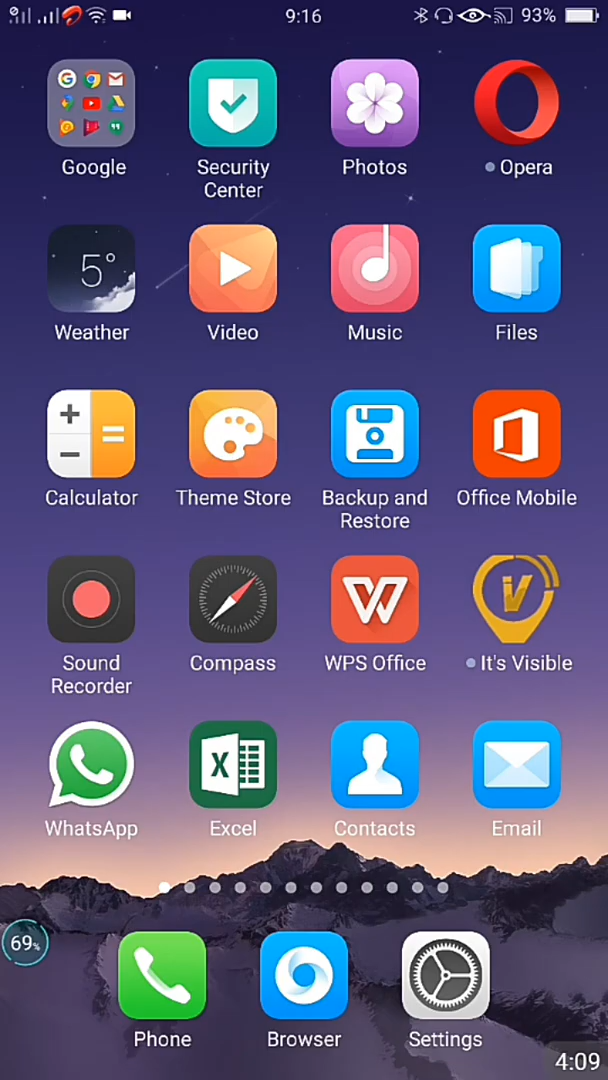 9:16
93%
Google
Security
Center
Photos
Opera
5°
Weather
Video
Music
Files
Calculator
Theme Store
Backup and
Restore
Office Mobile
Sound
Recorder
Compass
WPS Office
It's Visible
WhatsApp
Excel
Contacts
Email
69%
Phone
Browser
Settings
4:09